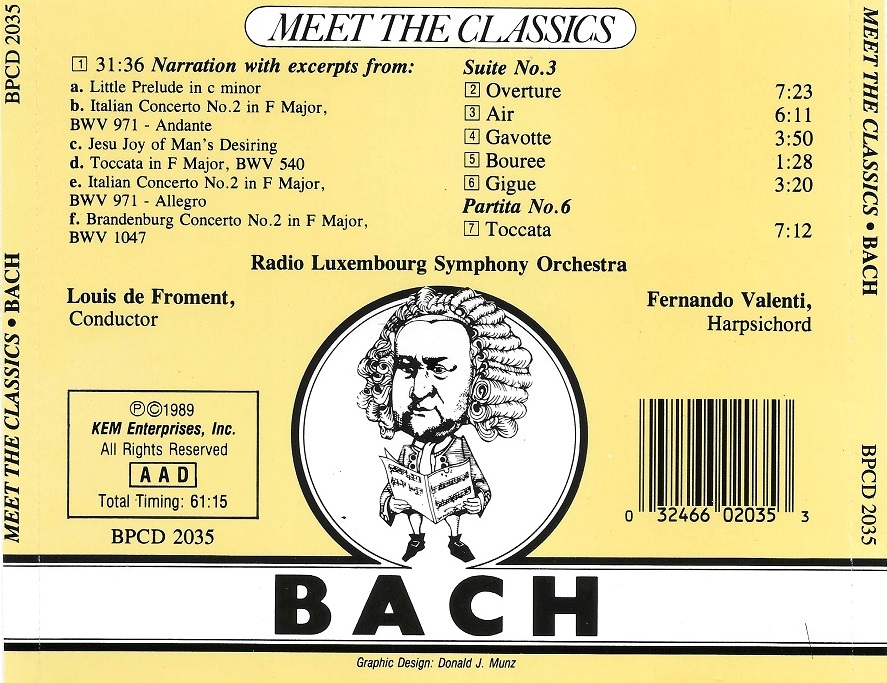 MEET THE CLASSICS
BPCD 2035
MEET THE CLASSICS • BACH
1 31:36 Narration with excerpts from:
a. Little Prelude in c minor
b. Italian Concerto No.2 in F Major,
BWV 971 - Andante
c. Jesu Joy of Man's Desiring
d. Toccata in F Major, BWV 540
e. Italian Concerto No.2 in F Major,
BWV 971 - Allegro
f. Brandenburg Concerto No.2 in F Major,
BWV 1047
Suite No.3
2 Overture 7:23
3 Air 6:11
4 Gavotte 3:50
5 Bouree 1:28
6 Gigue 3:20
Partita No.6
7 Toccata 7:12
Radio Luxembourg Symphony Orchestra
Louis de Froment,
Conductor
Fernando Valenti,
Harpsichord
℗©1989
KEM Enterprises, Inc.
All Rights Reserved
AAD
Total Timing: 61:15
BPCD 2035
0 32466 02035 3
BACH
Graphic Design: Donald J. Munz
MEET THE CLASSICS • BACH
BPCD 2035